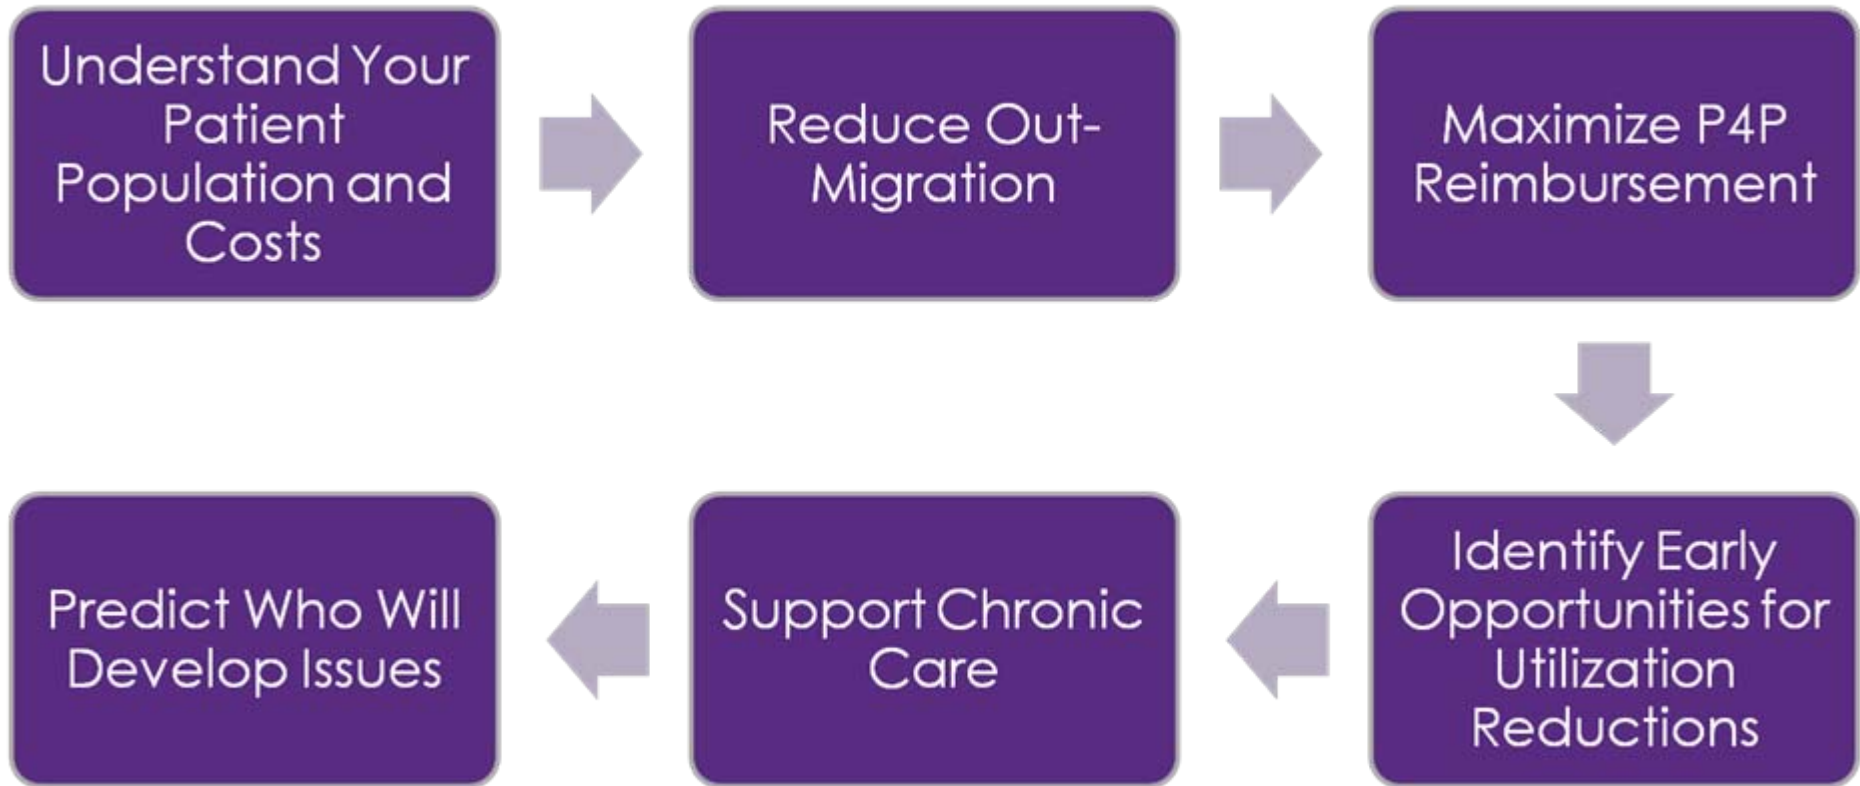 Understand Your
Patient
Population and
Costs
Reduce Out-
Migration
Maximize P4P
Reimbursement
Identify Early
Opportunities for
Utilization
Reductions
Support Chronic
Care
Predict Who Will
Develop Issues